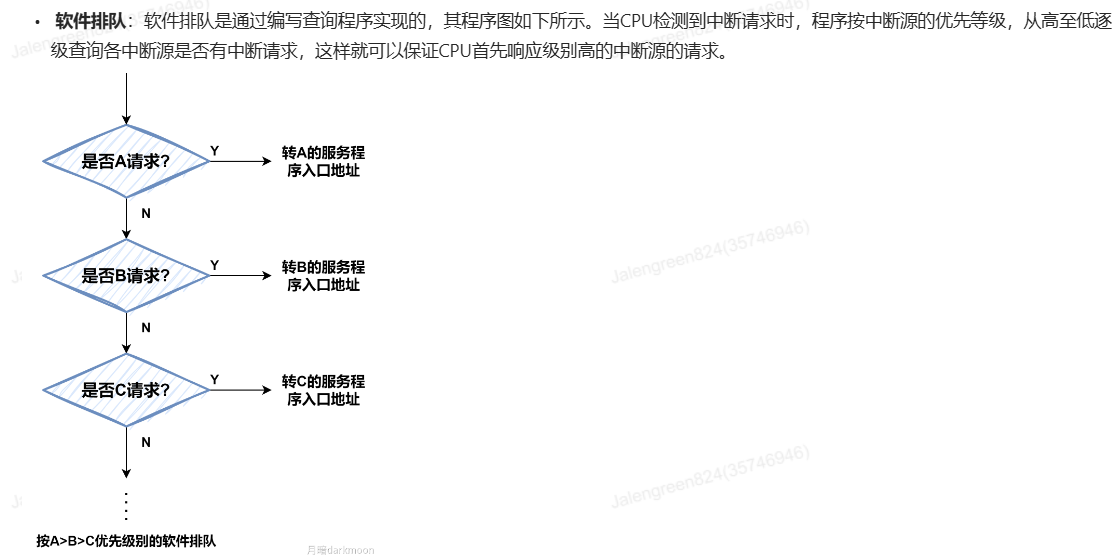 • 软件排队：软件排队是通过编写查询程序实现的，其程序图如下所示。当CPU检测到中断请求时，程序按中断源的优先等级，从高至低逐
级查询各中断源是否有中断请求，这样就可以保证CPU首先响应级别高的中断源的请求。
是否A请求？
Y
转A的服务程
序入口地址
N
是否B请求？
Y
转B的服务程
序入口地址
N
是否C请求？
Y
转C的服务程
序入口地址
N
按A>B>C优先级别的软件排队
月曙darkmoon
Jalengreen824(35746946)
Jalengreen824(35746946)